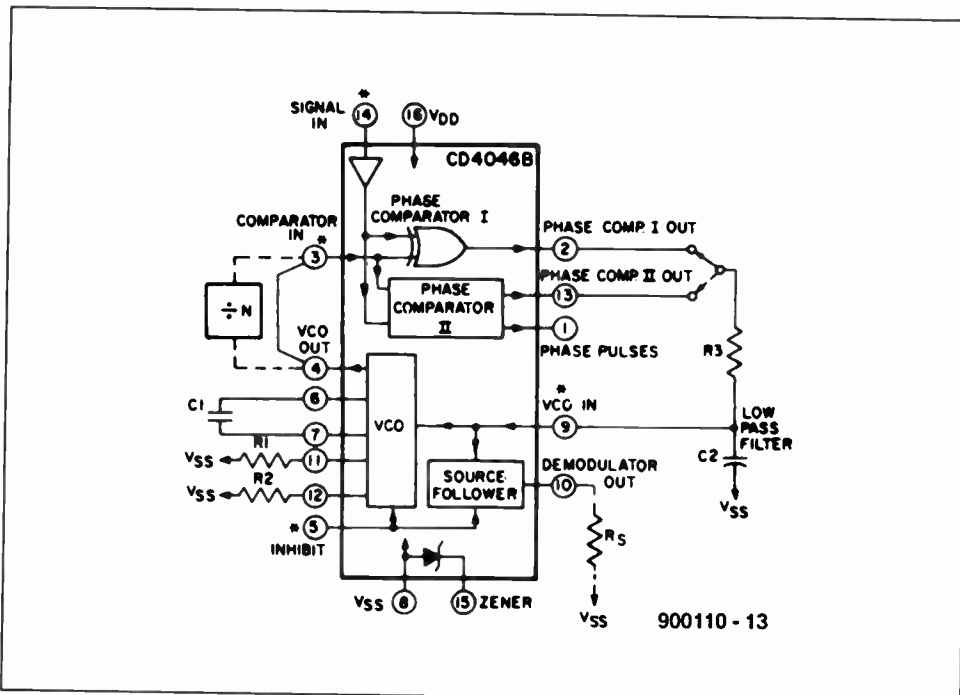 *
SIGNAL IN
14
16 VDD
CD4046B
PHASE COMPARATOR I
COMPARATOR IN
*
3
PHASE COMP. I OUT
2
PHASE COMP. II OUT
13
PHASE COMPARATOR II
÷N
1
PHASE PULSES
VCO OUT
4
R3
6
C1
*
VCO IN
9
VCO
7
LOW PASS FILTER
R1
VSS
11
C2
DEMODULATOR OUT
10
R2
VSS
12
SOURCE FOLLOWER
VSS
* 5
INHIBIT
RS
VSS 8
15 ZENER
VSS
900110 - 13